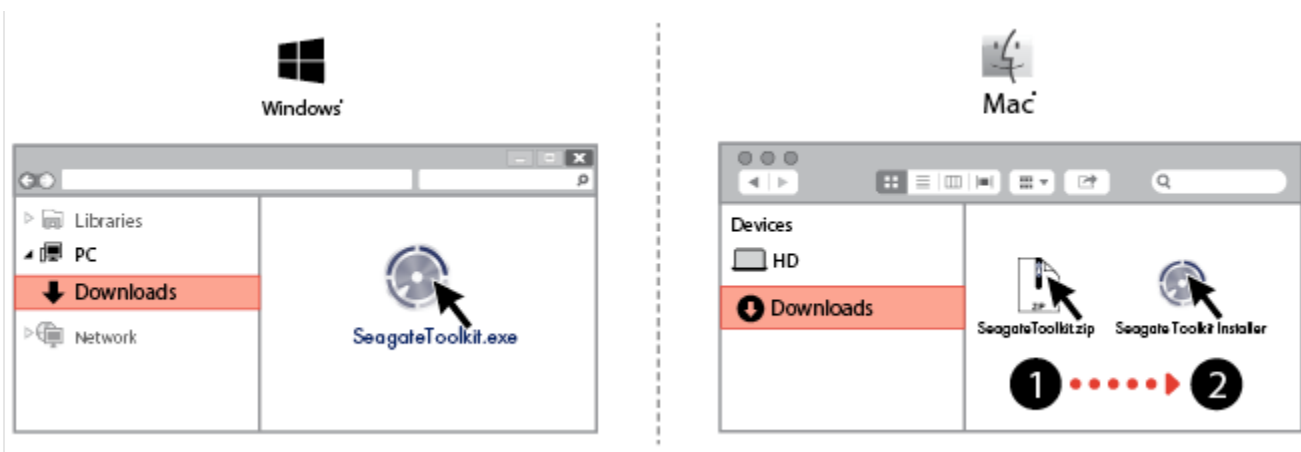 Windows®
Libraries
PC
Downloads
Network
SeagateToolkit.exe
Mac®
Devices
HD
Downloads
ZIP
SeagateToolkit.zip
Seagate Toolkit Installer
1
2